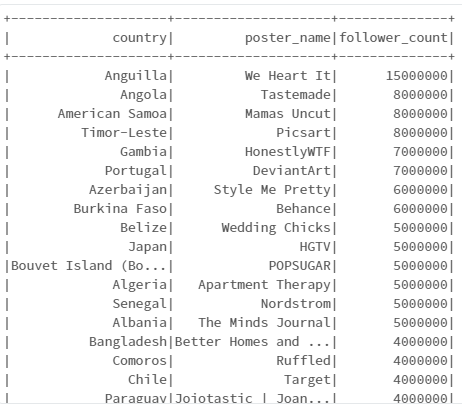 +--------------------+--------------------+--------------+
|             country|         poster_name|follower_count|
+--------------------+--------------------+--------------+
|            Anguilla|         We Heart It|      15000000|
|              Angola|           Tastemade|       8000000|
|      American Samoa|         Mamas Uncut|       8000000|
|         Timor-Leste|             Picsart|       8000000|
|              Gambia|         HonestlyWTF|       7000000|
|            Portugal|          DeviantArt|       7000000|
|          Azerbaijan|     Style Me Pretty|       6000000|
|        Burkina Faso|             Behance|       6000000|
|              Belize|      Wedding Chicks|       5000000|
|               Japan|                HGTV|       5000000|
|Bouvet Island (Bo...|            POPSUGAR|       5000000|
|             Algeria|   Apartment Therapy|       5000000|
|             Senegal|           Nordstrom|       5000000|
|             Albania|   The Minds Journal|       5000000|
|          Bangladesh|Better Homes and ...|       4000000|
|             Comoros|             Ruffled|       4000000|
|               Chile|              Target|       4000000|
|            Paraguay|Joiotastic | Joan...|       4000000|